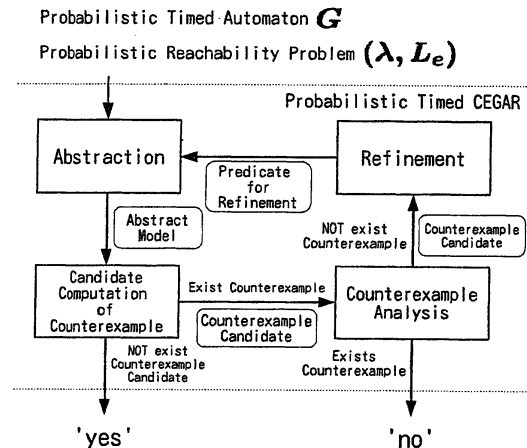 Probabilistic Timed Automaton G
Probabilistic Reachability Problem (λ, Lₑ)
Probabilistic Timed CEGAR
Abstraction
Refinement
Predicate
for
Refinement
Abstract
Model
NOT exist
Counterexample
Counterexample
Candidate
Candidate
Computation
of
Counterexample
Exist Counterexample
Counterexample
Candidate
Counterexample
Analysis
NOT exist
Counterexample
Candidate
Exists
Counterexample
'yes'
'no'